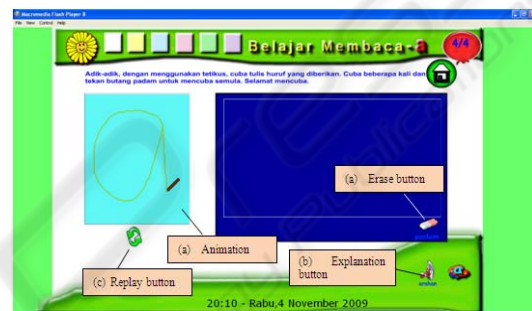 Macromedia Flash Player 8
File View Control Help
Belajar Membaca-a
4/4
Adik-adik, dengan menggunakan tetikus, cuba tulis huruf yang diberikan. Cuba beberapa kali dan
tekan butang padam untuk mencuba semula. Selamat mencuba.
(a) Erase button
(a) Animation
(b) Explanation
button
(c) Replay button
arahan
20:10 - Rabu,4 November 2009